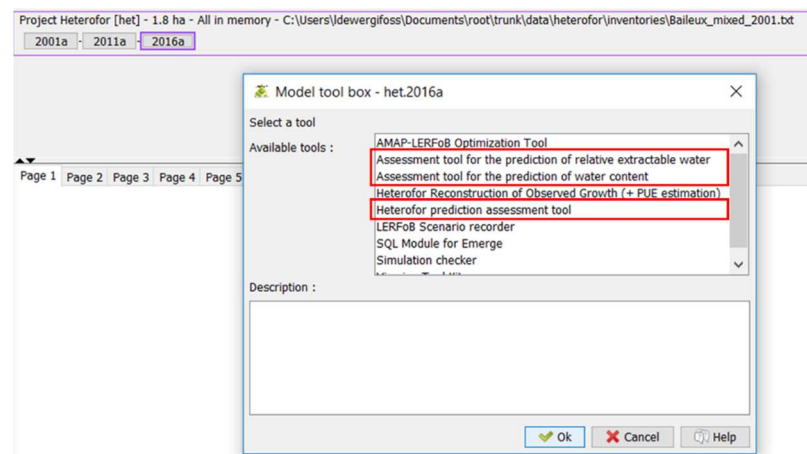 Project Heterofor [het] - 1.8 ha - All in memory - C:\Users\ldewergifoss\Documents\root\trunk\data\heterofor\inventories\Baileux_mixed_2001.txt
2001a - 2011a - 2016a
Model tool box - het.2016a
Select a tool
Available tools :
AMAP-LERFoB Optimization Tool
Assessment tool for the prediction of relative extractable water
Assessment tool for the prediction of water content
Heterofor Reconstruction of Observed Growth (+ PUE estimation)
Heterofor prediction assessment tool
LERFoB Scenario recorder
SQL Module for Emerge
Simulation checker
Page 1 Page 2 Page 3 Page 4 Page 5
Description :
Ok Cancel Help